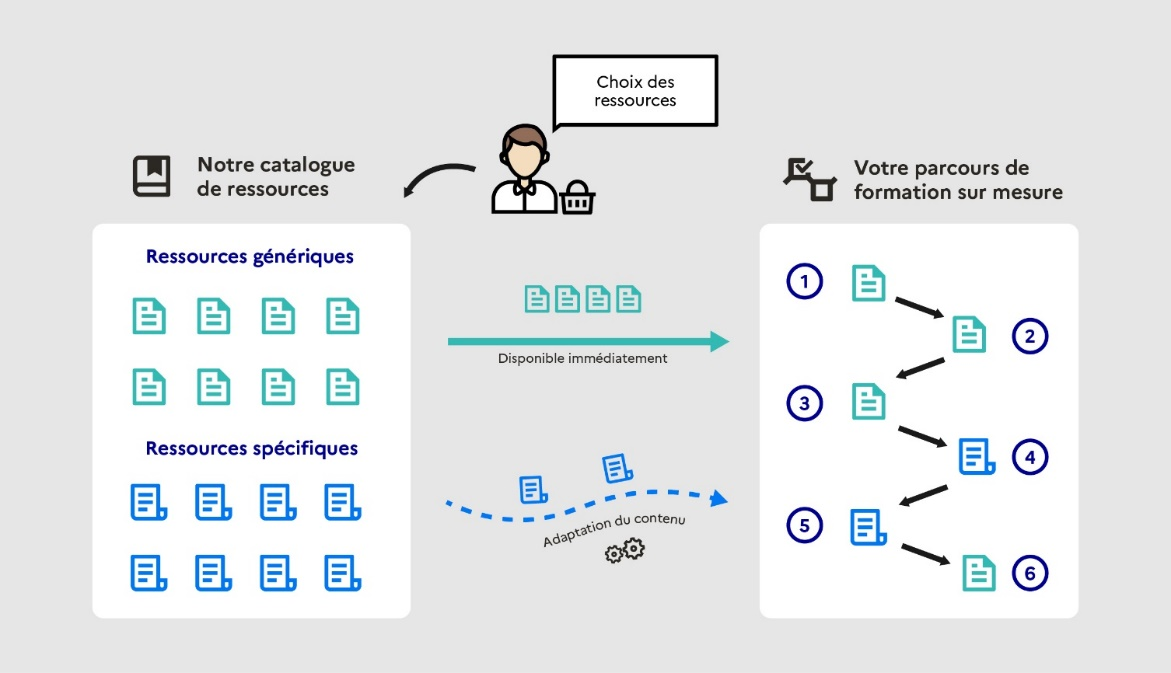 Choix des
ressources
Notre catalogue
de ressources
Votre parcours de
formation sur mesure
Ressources génériques
Ressources spécifiques
Disponible immédiatement
Adaptation du contenu
1
2
3
4
5
6